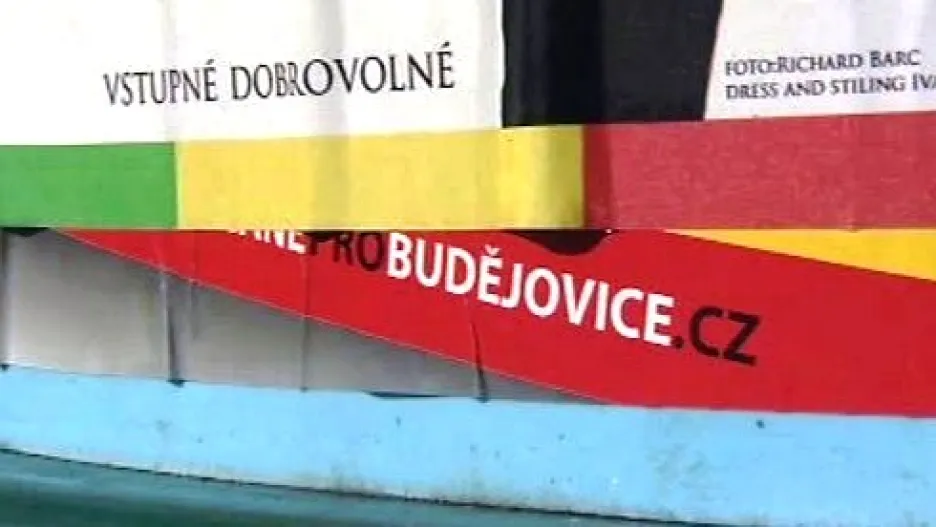 VSTUPNÉ DOBROVOLNÉ
FOTO:RICHARD BARC
DRESS AND STILING
PROBUDĚJOVICE.CZ